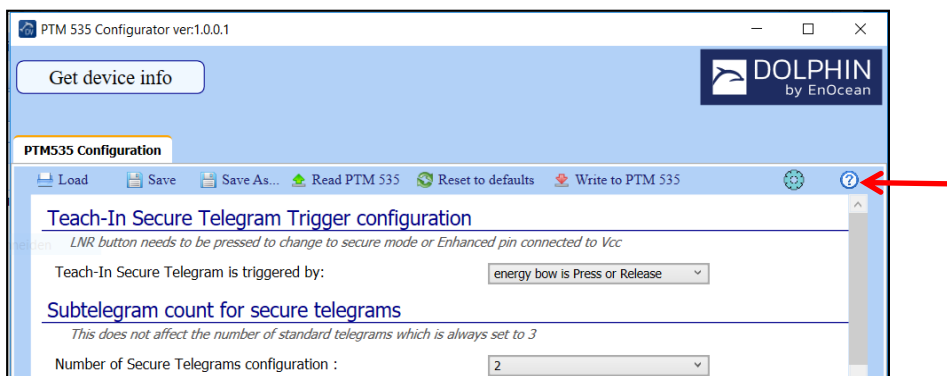 PTM 535 Configurator ver:1.0.0.1
Get device info
DOLPHIN
by EnOcean
PTM535 Configuration
Load Save Save As... Read PTM 535 Reset to defaults Write to PTM 535 ?
Teach-In Secure Telegram Trigger configuration
LNR button needs to be pressed to change to secure mode or Enhanced pin connected to Vcc
Teach-In Secure Telegram is triggered by: energy bow is Press or Release
Subtelegram count for secure telegrams
This does not affect the number of standard telegrams which is always set to 3
Number of Secure Telegrams configuration : 2